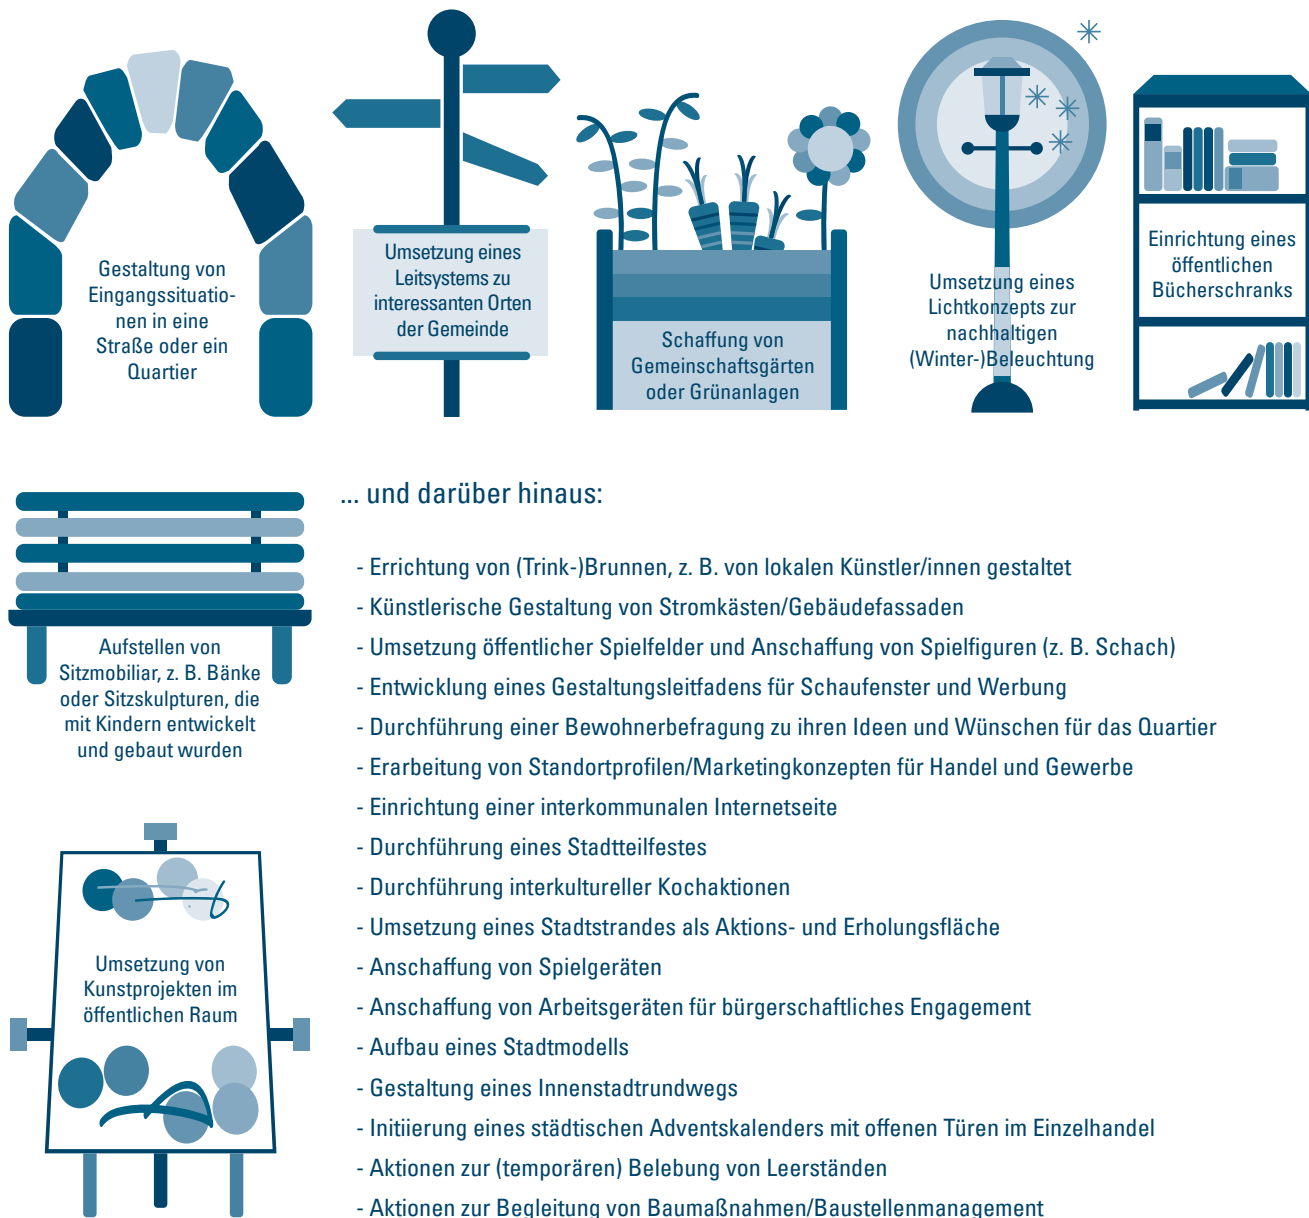 Gestaltung von
Eingangssituatio-
nen in eine
Straße oder ein
Quartier
Umsetzung eines
Leitsystems zu
interessanten Orten
der Gemeinde
Schaffung von
Gemeinschaftsgärten
oder Grünanlagen
Umsetzung eines
Lichtkonzepts zur
nachhaltigen
(Winter-)Beleuchtung
Einrichtung eines
öffentlichen
Bücherschranks
Aufstellen von
Sitzmobiliar, z. B. Bänke
oder Sitzskulpturen, die
mit Kindern entwickelt
und gebaut wurden
Umsetzung von
Kunstprojekten im
öffentlichen Raum
... und darüber hinaus:
- Errichtung von (Trink-)Brunnen, z. B. von lokalen Künstler/innen gestaltet
- Künstlerische Gestaltung von Stromkästen/Gebäudefassaden
- Umsetzung öffentlicher Spielfelder und Anschaffung von Spielfiguren (z. B. Schach)
- Entwicklung eines Gestaltungsleitfadens für Schaufenster und Werbung
- Durchführung einer Bewohnerbefragung zu ihren Ideen und Wünschen für das Quartier
- Erarbeitung von Standortprofilen/Marketingkonzepten für Handel und Gewerbe
- Einrichtung einer interkommunalen Internetseite
- Durchführung eines Stadtteilfestes
- Durchführung interkultureller Kochaktionen
- Umsetzung eines Stadtstrandes als Aktions- und Erholungsfläche
- Anschaffung von Spielgeräten
- Anschaffung von Arbeitsgeräten für bürgerschaftliches Engagement
- Aufbau eines Stadtmodells
- Gestaltung eines Innenstadtrundwegs
- Initiierung eines städtischen Adventskalenders mit offenen Türen im Einzelhandel
- Aktionen zur (temporären) Belebung von Leerständen
- Aktionen zur Begleitung von Baumaßnahmen/Baustellenmanagement